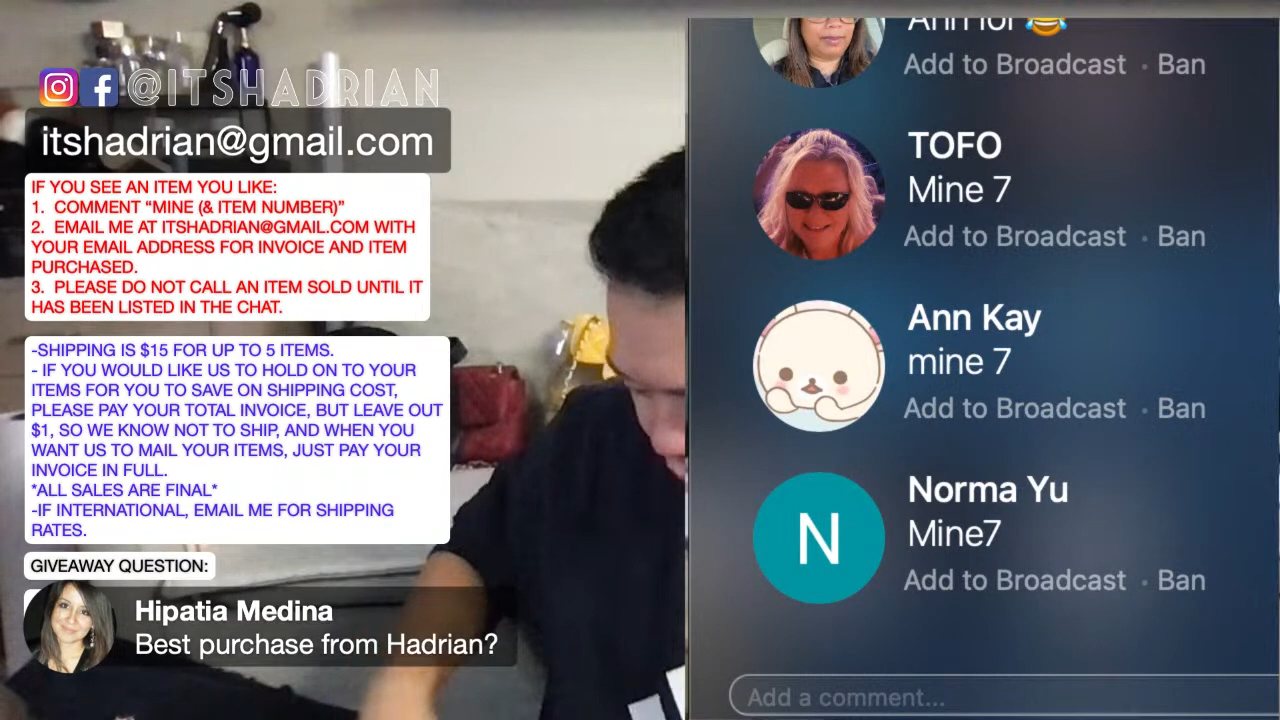 @ITSHADRIAN
itshadrian@gmail.com
IF YOU SEE AN ITEM YOU LIKE:
1. COMMENT “MINE (& ITEM NUMBER)”
2. EMAIL ME AT ITSHADRIAN@GMAIL.COM WITH
YOUR EMAIL ADDRESS FOR INVOICE AND ITEM
PURCHASED.
3. PLEASE DO NOT CALL AN ITEM SOLD UNTIL IT
HAS BEEN LISTED IN THE CHAT.
-SHIPPING IS $15 FOR UP TO 5 ITEMS.
- IF YOU WOULD LIKE US TO HOLD ON TO YOUR
ITEMS FOR YOU TO SAVE ON SHIPPING COST,
PLEASE PAY YOUR TOTAL INVOICE, BUT LEAVE OUT
$1, SO WE KNOW NOT TO SHIP, AND WHEN YOU
WANT US TO MAIL YOUR ITEMS, JUST PAY YOUR
INVOICE IN FULL.
*ALL SALES ARE FINAL*
-IF INTERNATIONAL, EMAIL ME FOR SHIPPING
RATES.
GIVEAWAY QUESTION:
Hipatia Medina
Best purchase from Hadrian?
Add to Broadcast · Ban
TOFO
Mine 7
Add to Broadcast · Ban
Ann Kay
mine 7
Add to Broadcast · Ban
N
Norma Yu
Mine7
Add to Broadcast · Ban
Add a comment...